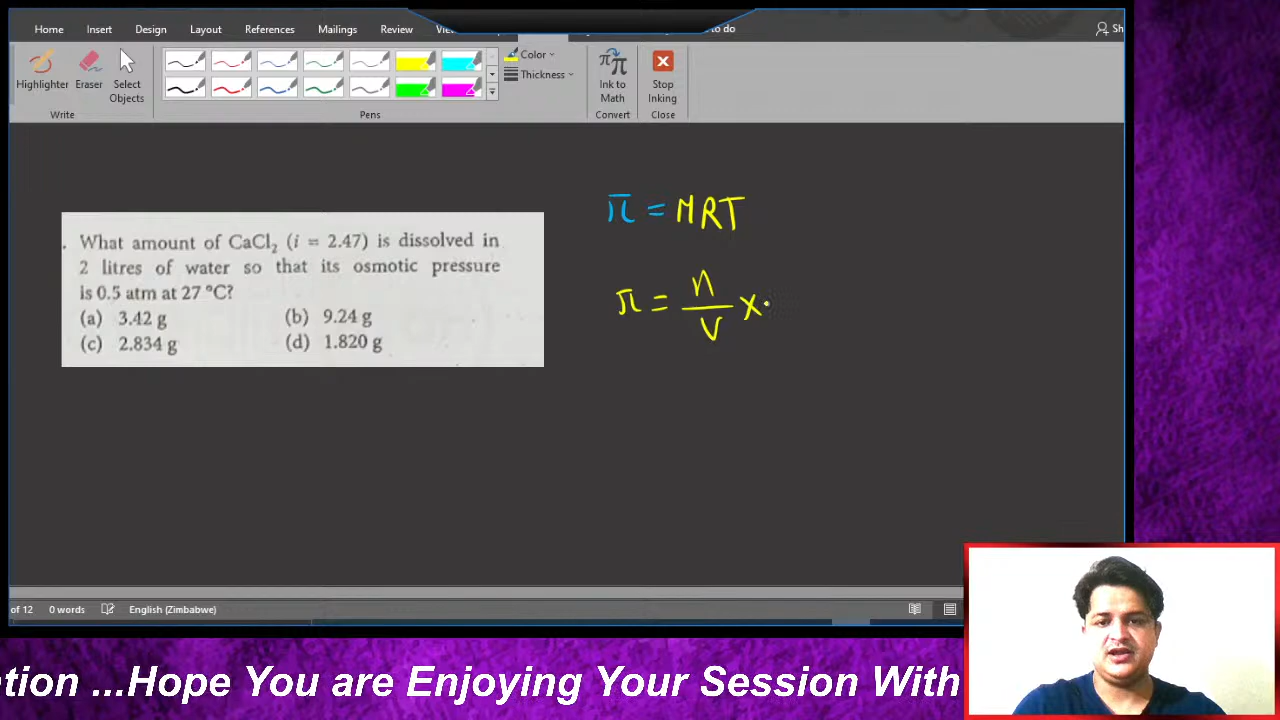 Home Insert Design Layout References Mailings Review to do
Highlighter Eraser Select Objects
Color
Thickness
Ink to Math
Stop Inking
Write Pens Convert Close
What amount of CaCl₂ (i = 2.47) is dissolved in
2 litres of water so that its osmotic pressure
is 0.5 atm at 27 °C?
(a) 3.42 g (b) 9.24 g
(c) 2.834 g (d) 1.820 g
π = MRT
π = n/v ×
of 12 0 words English (Zimbabwe)
...Hope You are Enjoying Your Session With